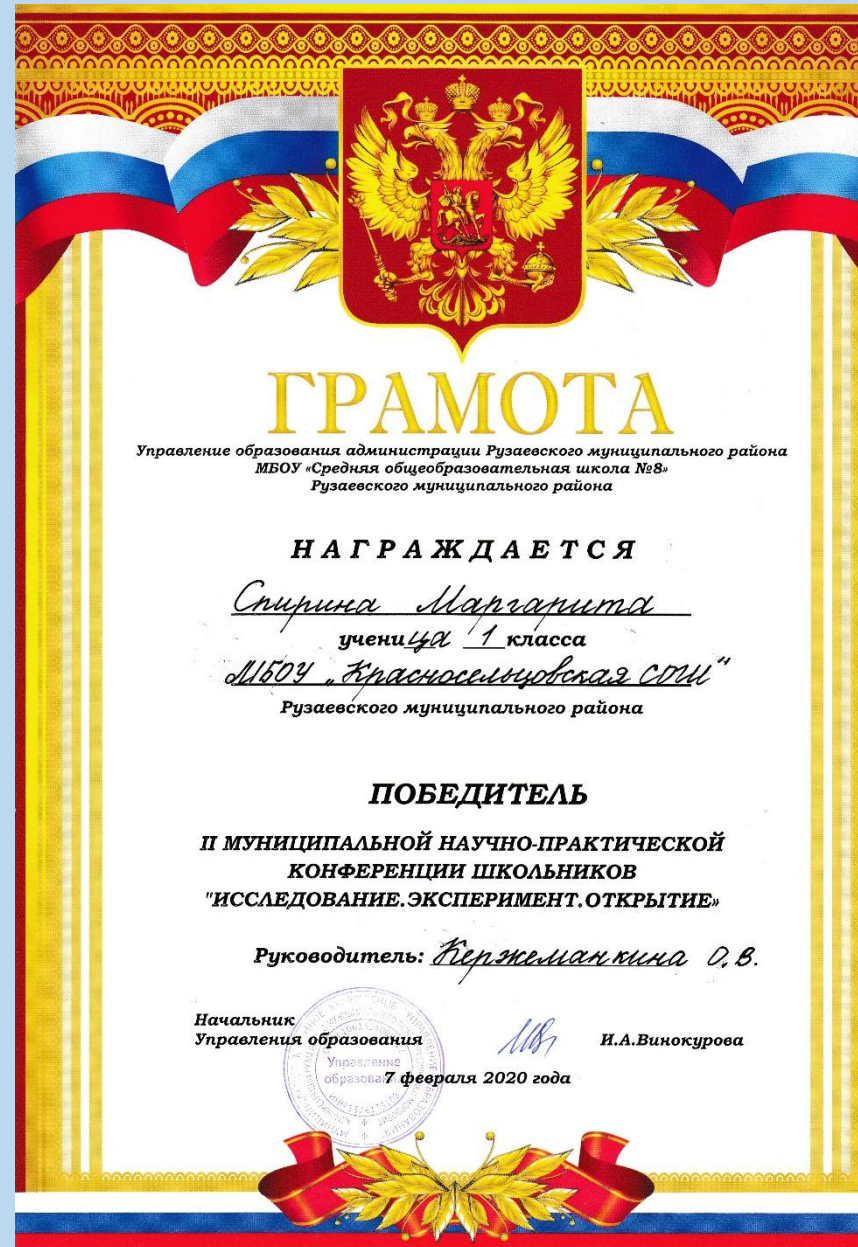 ГРАМОТА
Управление образования администрации Рузаевского муниципального района
МБОУ «Средняя общеобразовательная школа №8»
Рузаевского муниципального района
НАГРАЖДАЕТСЯ
Спирина Маргарита
ученица 1 класса
МБОУ „Красносельцовская СОШ"
Рузаевского муниципального района
ПОБЕДИТЕЛЬ
II МУНИЦИПАЛЬНОЙ НАУЧНО-ПРАКТИЧЕСКОЙ
КОНФЕРЕНЦИИ ШКОЛЬНИКОВ
"ИССЛЕДОВАНИЕ.ЭКСПЕРИМЕНТ.ОТКРЫТИЕ»
Руководитель: Кержеманкина О.В.
Начальник
Управления образования И.А.Винокурова
Управление
образования
7 февраля 2020 года